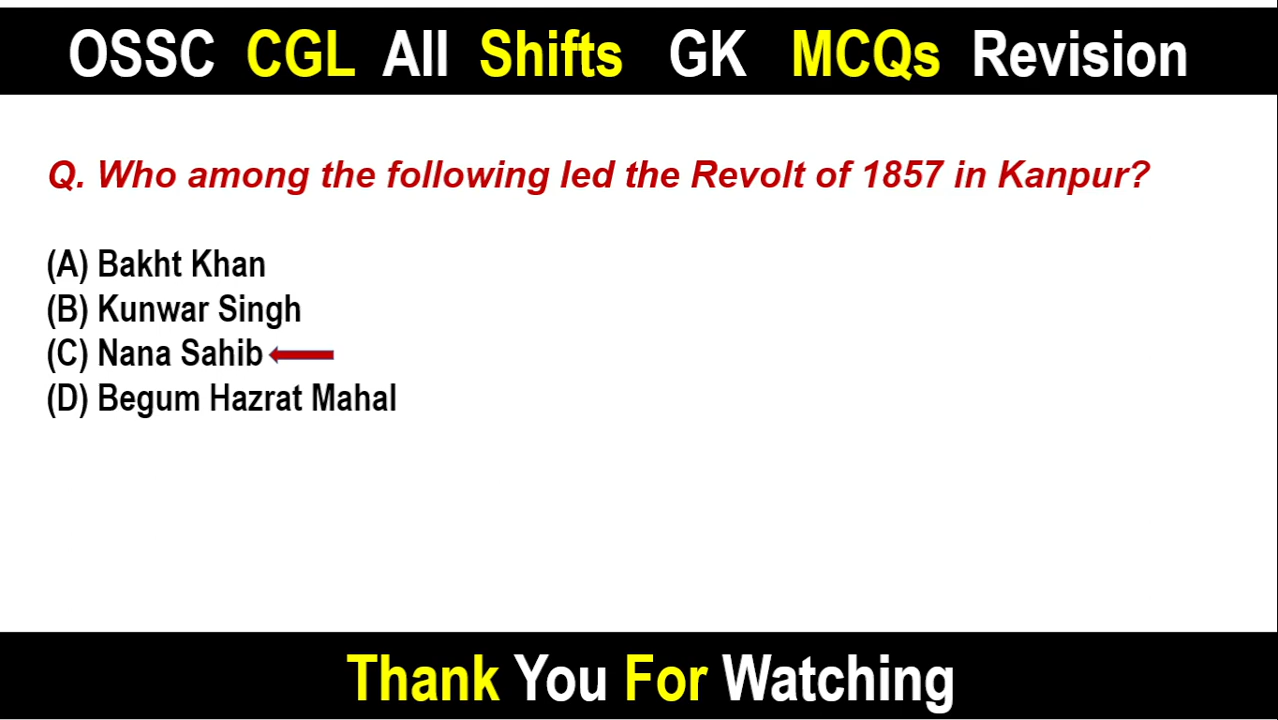 OSSC CGL All Shifts GK MCQs Revision
Q. Who among the following led the Revolt of 1857 in Kanpur?
(A) Bakht Khan
(B) Kunwar Singh
(C) Nana Sahib
(D) Begum Hazrat Mahal
Thank You For Watching